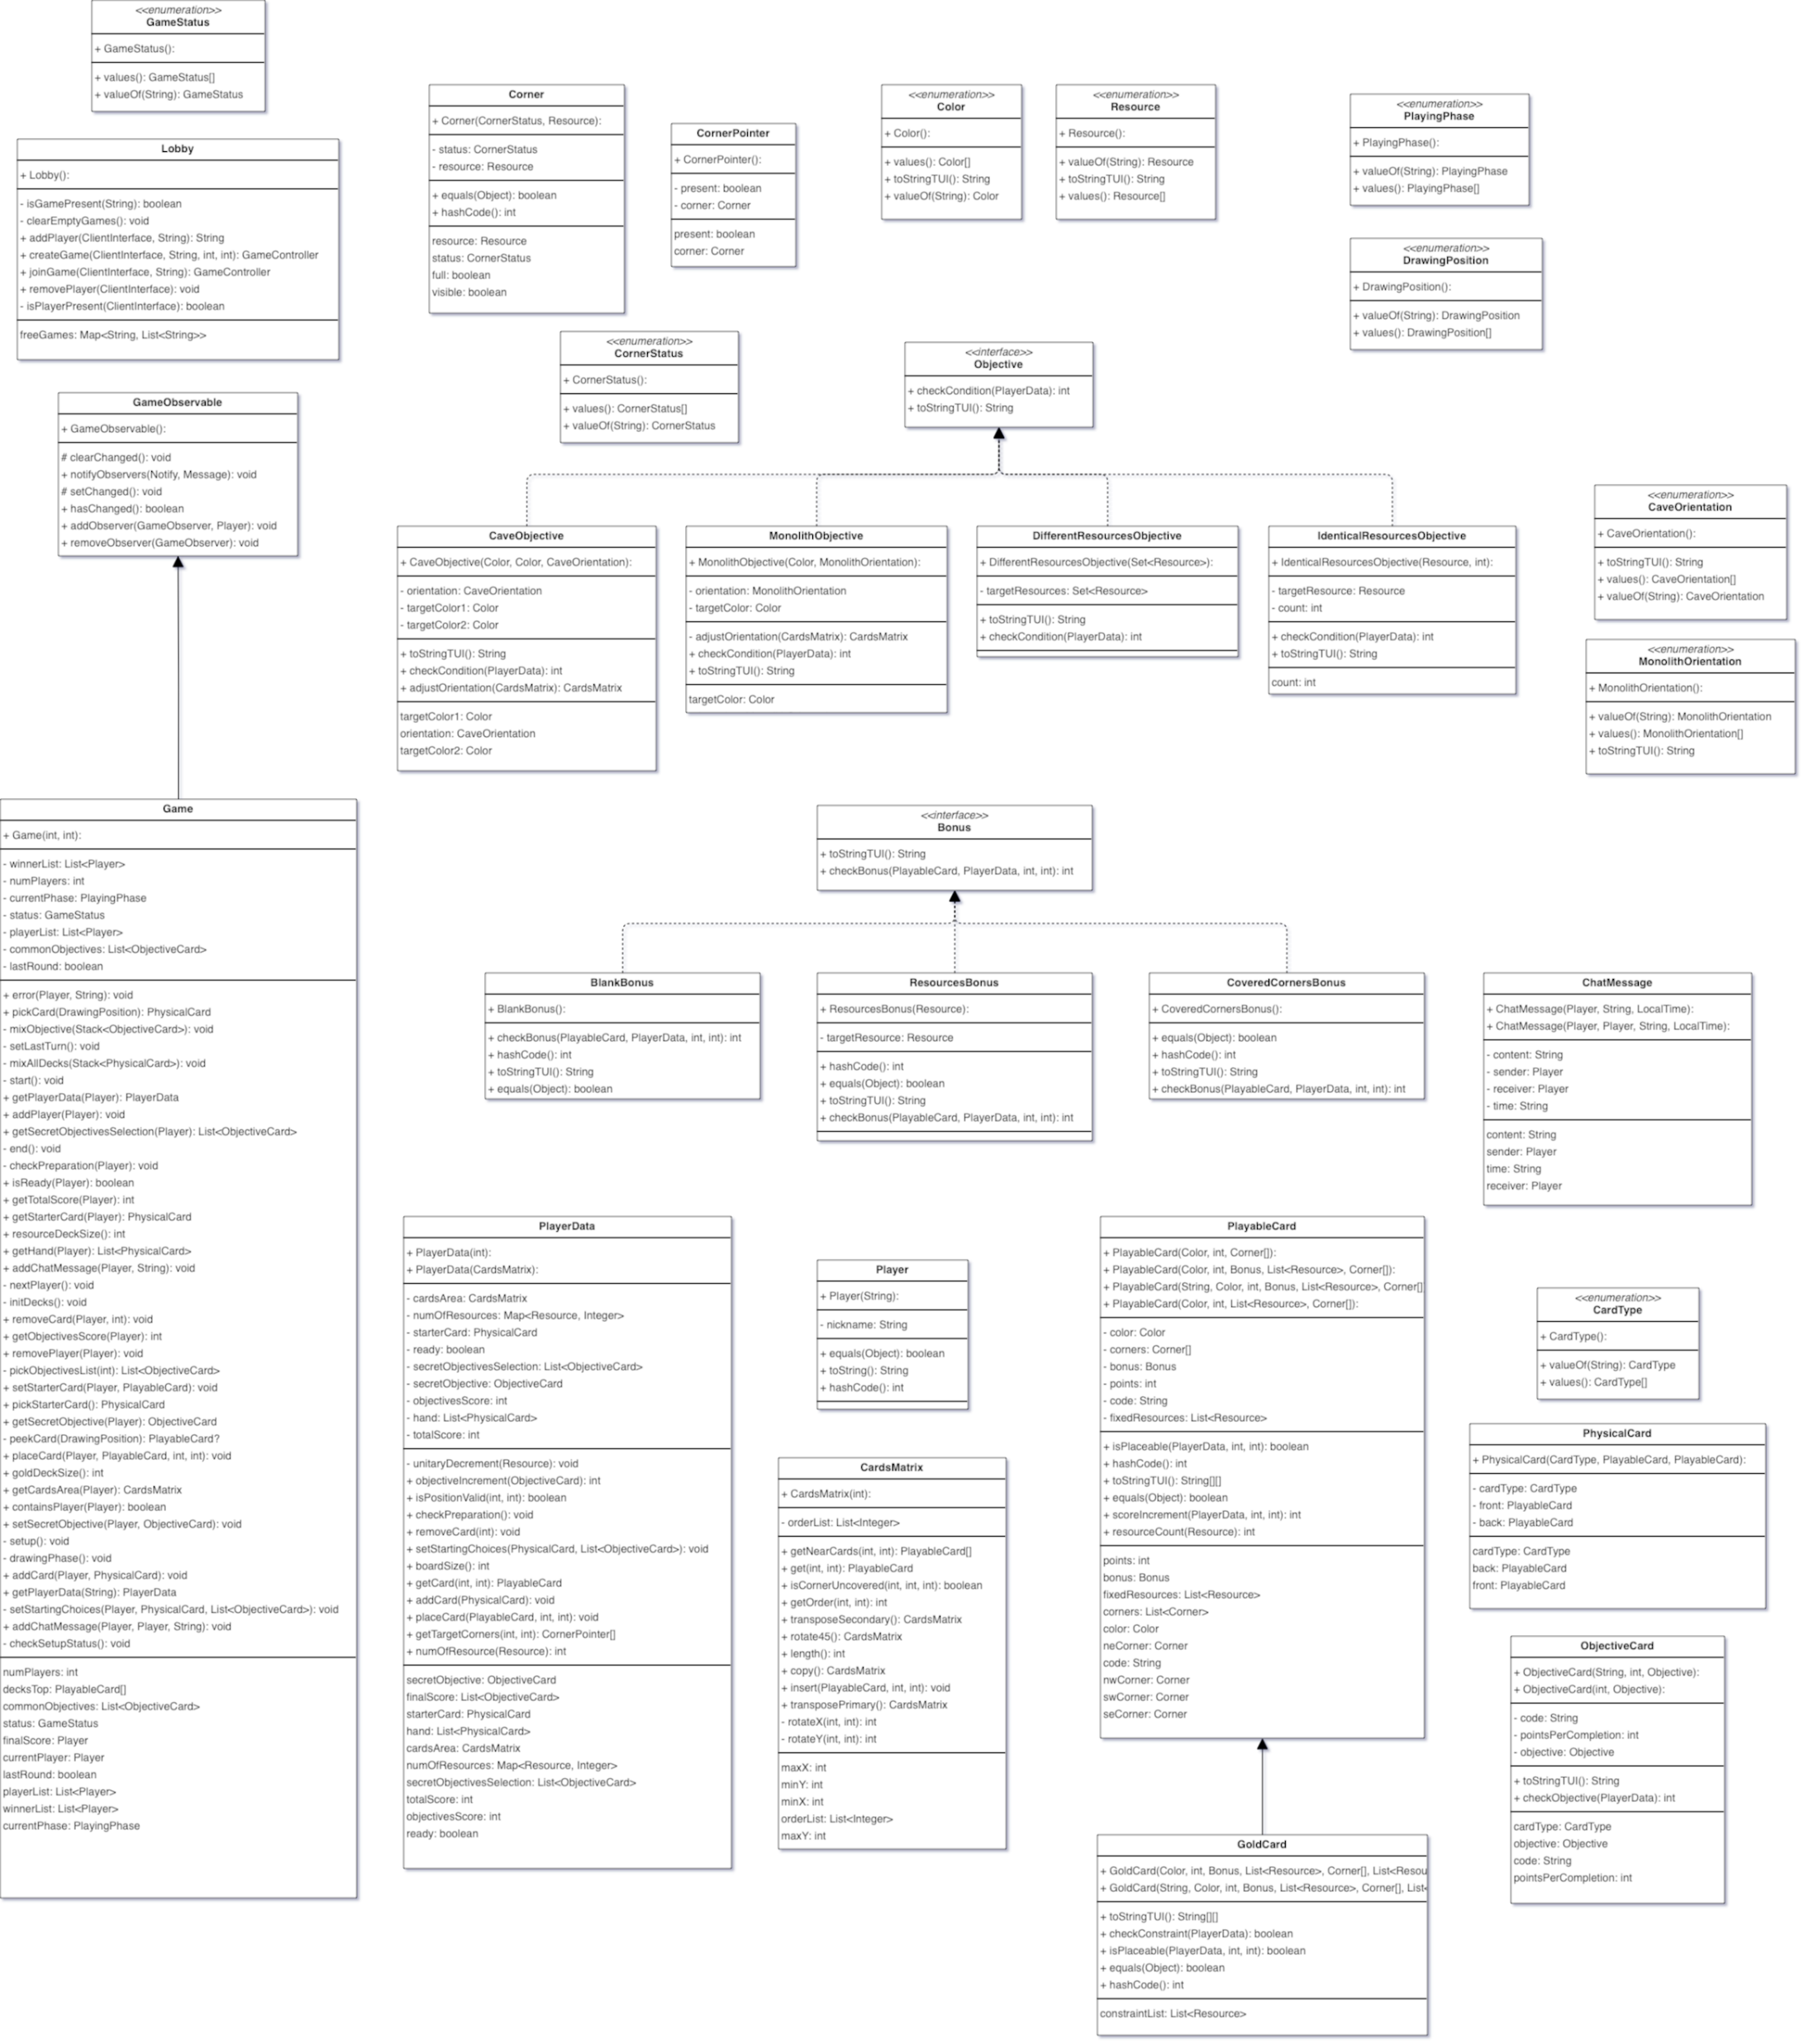 <<enumeration>>
GameStatus
+ GameStatus():
+ values(): GameStatus[]
+ valueOf(String): GameStatus
Lobby
+ Lobby():
- isGamePresent(String): boolean
- clearEmptyGames(): void
+ addPlayer(ClientInterface, String): String
+ createGame(ClientInterface, String, int, int): GameController
+ joinGame(ClientInterface, String): GameController
+ removePlayer(ClientInterface): void
- isPlayerPresent(ClientInterface): boolean
freeGames: Map<String, List<String>>
Corner
+ Corner(CornerStatus, Resource):
- status: CornerStatus
- resource: Resource
+ equals(Object): boolean
+ hashCode(): int
resource: Resource
status: CornerStatus
full: boolean
visible: boolean
CornerPointer
+ CornerPointer():
- present: boolean
- corner: Corner
present: boolean
corner: Corner
<<enumeration>>
Color
+ Color():
+ values(): Color[]
+ toStringTUI(): String
+ valueOf(String): Color
<<enumeration>>
Resource
+ Resource():
+ valueOf(String): Resource
+ toStringTUI(): String
+ values(): Resource[]
<<enumeration>>
PlayingPhase
+ PlayingPhase():
+ valueOf(String): PlayingPhase
+ values(): PlayingPhase[]
<<enumeration>>
DrawingPosition
+ DrawingPosition():
+ valueOf(String): DrawingPosition
+ values(): DrawingPosition[]
<<enumeration>>
CornerStatus
+ CornerStatus():
+ values(): CornerStatus[]
+ valueOf(String): CornerStatus
<<interface>>
Objective
+ checkCondition(PlayerData): int
+ toStringTUI(): String
GameObservable
+ GameObservable():
# clearChanged(): void
+ notifyObservers(Notify, Message): void
# setChanged(): void
+ hasChanged(): boolean
+ addObserver(GameObserver, Player): void
+ removeObserver(GameObserver): void
CaveObjective
+ CaveObjective(Color, Color, CaveOrientation):
- orientation: CaveOrientation
- targetColor1: Color
- targetColor2: Color
+ toStringTUI(): String
+ checkCondition(PlayerData): int
+ adjustOrientation(CardsMatrix): CardsMatrix
targetColor1: Color
orientation: CaveOrientation
targetColor2: Color
MonolithObjective
+ MonolithObjective(Color, MonolithOrientation):
- orientation: MonolithOrientation
- targetColor: Color
- adjustOrientation(CardsMatrix): CardsMatrix
+ checkCondition(PlayerData): int
+ toStringTUI(): String
targetColor: Color
DifferentResourcesObjective
+ DifferentResourcesObjective(Set<Resource>):
- targetResources: Set<Resource>
+ toStringTUI(): String
+ checkCondition(PlayerData): int
IdenticalResourcesObjective
+ IdenticalResourcesObjective(Resource, int):
- targetResource: Resource
- count: int
+ checkCondition(PlayerData): int
+ toStringTUI(): String
count: int
<<enumeration>>
CaveOrientation
+ CaveOrientation():
+ toStringTUI(): String
+ values(): CaveOrientation[]
+ valueOf(String): CaveOrientation
<<enumeration>>
MonolithOrientation
+ MonolithOrientation():
+ valueOf(String): MonolithOrientation
+ values(): MonolithOrientation[]
+ toStringTUI(): String
Game
+ Game(int, int):
- winnerList: List<Player>
- numPlayers: int
- currentPhase: PlayingPhase
- status: GameStatus
- playerList: List<Player>
- commonObjectives: List<ObjectiveCard>
- lastRound: boolean
+ error(Player, String): void
+ pickCard(DrawingPosition): PhysicalCard
- mixObjective(Stack<ObjectiveCard>): void
- setLastTurn(): void
- mixAllDecks(Stack<PhysicalCard>): void
- start(): void
+ getPlayerData(Player): PlayerData
+ addPlayer(Player): void
+ getSecretObjectivesSelection(Player): List<ObjectiveCard>
- end(): void
- checkPreparation(Player): void
+ isReady(Player): boolean
+ getTotalScore(Player): int
+ getStarterCard(Player): PhysicalCard
+ resourceDeckSize(): int
+ getHand(Player): List<PhysicalCard>
+ addChatMessage(Player, String): void
- nextPlayer(): void
- initDecks(): void
+ removeCard(Player, int): void
+ getObjectivesScore(Player): int
+ removePlayer(Player): void
- pickObjectivesList(int): List<ObjectiveCard>
+ setStarterCard(Player, PlayableCard): void
+ pickStarterCard(): PhysicalCard
+ getSecretObjective(Player): ObjectiveCard
- peekCard(DrawingPosition): PlayableCard?
+ placeCard(Player, PlayableCard, int, int): void
+ goldDeckSize(): int
+ getCardsArea(Player): CardsMatrix
+ containsPlayer(Player): boolean
+ setSecretObjective(Player, ObjectiveCard): void
- setup(): void
- drawingPhase(): void
+ addCard(Player, PhysicalCard): void
+ getPlayerData(String): PlayerData
- setStartingChoices(Player, PhysicalCard, List<ObjectiveCard>): void
+ addChatMessage(Player, Player, String): void
- checkSetupStatus(): void
numPlayers: int
decksTop: PlayableCard[]
commonObjectives: List<ObjectiveCard>
status: GameStatus
finalScore: Player
currentPlayer: Player
lastRound: boolean
playerList: List<Player>
winnerList: List<Player>
currentPhase: PlayingPhase
<<interface>>
Bonus
+ toStringTUI(): String
+ checkBonus(PlayableCard, PlayerData, int, int): int
BlankBonus
+ BlankBonus():
+ checkBonus(PlayableCard, PlayerData, int, int): int
+ hashCode(): int
+ toStringTUI(): String
+ equals(Object): boolean
ResourcesBonus
+ ResourcesBonus(Resource):
- targetResource: Resource
+ hashCode(): int
+ equals(Object): boolean
+ toStringTUI(): String
+ checkBonus(PlayableCard, PlayerData, int, int): int
CoveredCornersBonus
+ CoveredCornersBonus():
+ equals(Object): boolean
+ hashCode(): int
+ toStringTUI(): String
+ checkBonus(PlayableCard, PlayerData, int, int): int
ChatMessage
+ ChatMessage(Player, String, LocalTime):
+ ChatMessage(Player, Player, String, LocalTime):
- content: String
- sender: Player
- receiver: Player
- time: String
content: String
sender: Player
time: String
receiver: Player
PlayerData
+ PlayerData(int):
+ PlayerData(CardsMatrix):
- cardsArea: CardsMatrix
- numOfResources: Map<Resource, Integer>
- starterCard: PhysicalCard
- ready: boolean
- secretObjectivesSelection: List<ObjectiveCard>
- secretObjective: ObjectiveCard
- objectivesScore: int
- hand: List<PhysicalCard>
- totalScore: int
- unitaryDecrement(Resource): void
+ objectiveIncrement(ObjectiveCard): int
+ isPositionValid(int, int): boolean
+ checkPreparation(): void
+ removeCard(int): void
+ setStartingChoices(PhysicalCard, List<ObjectiveCard>): void
+ boardSize(): int
+ getCard(int, int): PlayableCard
+ addCard(PhysicalCard): void
+ placeCard(PlayableCard, int, int): void
+ getTargetCorners(int, int): CornerPointer[]
+ numOfResource(Resource): int
secretObjective: ObjectiveCard
finalScore: List<ObjectiveCard>
starterCard: PhysicalCard
hand: List<PhysicalCard>
cardsArea: CardsMatrix
numOfResources: Map<Resource, Integer>
secretObjectivesSelection: List<ObjectiveCard>
totalScore: int
objectivesScore: int
ready: boolean
Player
+ Player(String):
- nickname: String
+ equals(Object): boolean
+ toString(): String
+ hashCode(): int
CardsMatrix
+ CardsMatrix(int):
- orderList: List<Integer>
+ getNearCards(int, int): PlayableCard[]
+ get(int, int): PlayableCard
+ isCornerUncovered(int, int, int): boolean
+ getOrder(int, int): int
+ transposeSecondary(): CardsMatrix
+ rotate45(): CardsMatrix
+ length(): int
+ copy(): CardsMatrix
+ insert(PlayableCard, int, int): void
+ transposePrimary(): CardsMatrix
- rotateX(int, int): int
- rotateY(int, int): int
maxX: int
minY: int
minX: int
orderList: List<Integer>
maxY: int
PlayableCard
+ PlayableCard(Color, int, Corner[]):
+ PlayableCard(Color, int, Bonus, List<Resource>, Corner[]):
+ PlayableCard(String, Color, int, Bonus, List<Resource>, Corner[]
+ PlayableCard(Color, int, List<Resource>, Corner[]):
- color: Color
- corners: Corner[]
- bonus: Bonus
- points: int
- code: String
- fixedResources: List<Resource>
+ isPlaceable(PlayerData, int, int): boolean
+ hashCode(): int
+ toStringTUI(): String[][]
+ equals(Object): boolean
+ scoreIncrement(PlayerData, int, int): int
+ resourceCount(Resource): int
points: int
bonus: Bonus
fixedResources: List<Resource>
corners: List<Corner>
color: Color
neCorner: Corner
code: String
nwCorner: Corner
swCorner: Corner
seCorner: Corner
<<enumeration>>
CardType
+ CardType():
+ valueOf(String): CardType
+ values(): CardType[]
PhysicalCard
+ PhysicalCard(CardType, PlayableCard, PlayableCard):
- cardType: CardType
- front: PlayableCard
- back: PlayableCard
cardType: CardType
back: PlayableCard
front: PlayableCard
ObjectiveCard
+ ObjectiveCard(String, int, Objective):
+ ObjectiveCard(int, Objective):
- code: String
- pointsPerCompletion: int
- objective: Objective
+ toStringTUI(): String
+ checkObjective(PlayerData): int
cardType: CardType
objective: Objective
code: String
pointsPerCompletion: int
GoldCard
+ GoldCard(Color, int, Bonus, List<Resource>, Corner[], List<Resou
+ GoldCard(String, Color, int, Bonus, List<Resource>, Corner[], List<
+ toStringTUI(): String[][]
+ checkConstraint(PlayerData): boolean
+ isPlaceable(PlayerData, int, int): boolean
+ equals(Object): boolean
+ hashCode(): int
constraintList: List<Resource>